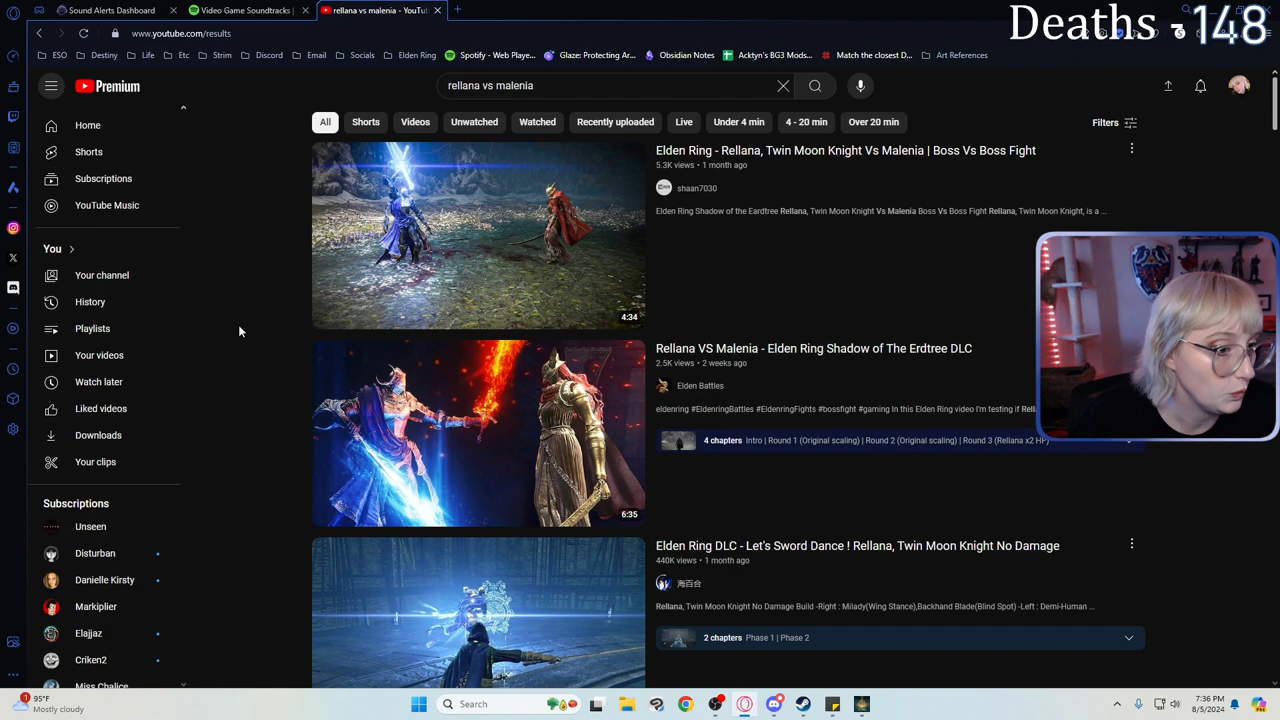 Deaths - 148
Sound Alerts Dashboard
Video Game Soundtracks
rellana vs malenia - YouTu
www.youtube.com/results
ESO
Destiny
Life
Etc
Strim
Discord
Email
Socials
Elden Ring
Spotify - Web Playe...
Glaze: Protecting Ar...
Obsidian Notes
Acktyn's BG3 Mods...
Match the closest D...
Art References
Premium
rellana vs malenia
Home
Shorts
Subscriptions
YouTube Music
You
Your channel
History
Playlists
Your videos
Watch later
Liked videos
Downloads
Your clips
Subscriptions
Unseen
Disturban
Danielle Kirsty
Markiplier
Elajjaz
Criken2
Miss Chalice
All
Shorts
Videos
Unwatched
Watched
Recently uploaded
Live
Under 4 min
4 - 20 min
Over 20 min
Filters
4:34
Elden Ring - Rellana, Twin Moon Knight Vs Malenia | Boss Vs Boss Fight
5.3K views • 1 month ago
shaan7030
Elden Ring Shadow of the Eardtree Rellana, Twin Moon Knight Vs Malenia Boss Vs Boss Fight Rellana, Twin Moon Knight, is a ...
6:35
Rellana VS Malenia - Elden Ring Shadow of The Erdtree DLC
2.5K views • 2 weeks ago
Elden Battles
eldenring #EldenringBattles #EldenringFights #bossfight #gaming In this Elden Ring video I'm testing if Rell
4 chapters Intro | Round 1 (Original scaling) | Round 2 (Original scaling) | Round 3 (Rellana x2 HP)
Elden Ring DLC - Let's Sword Dance ! Rellana, Twin Moon Knight No Damage
440K views • 1 month ago
海百合
Rellana, Twin Moon Knight No Damage Build -Right : Milady(Wing Stance),Backhand Blade(Blind Spot) -Left : Demi-Human ...
2 chapters Phase 1 | Phase 2
1
95°F
Mostly cloudy
Search
7:36 PM
8/5/2024